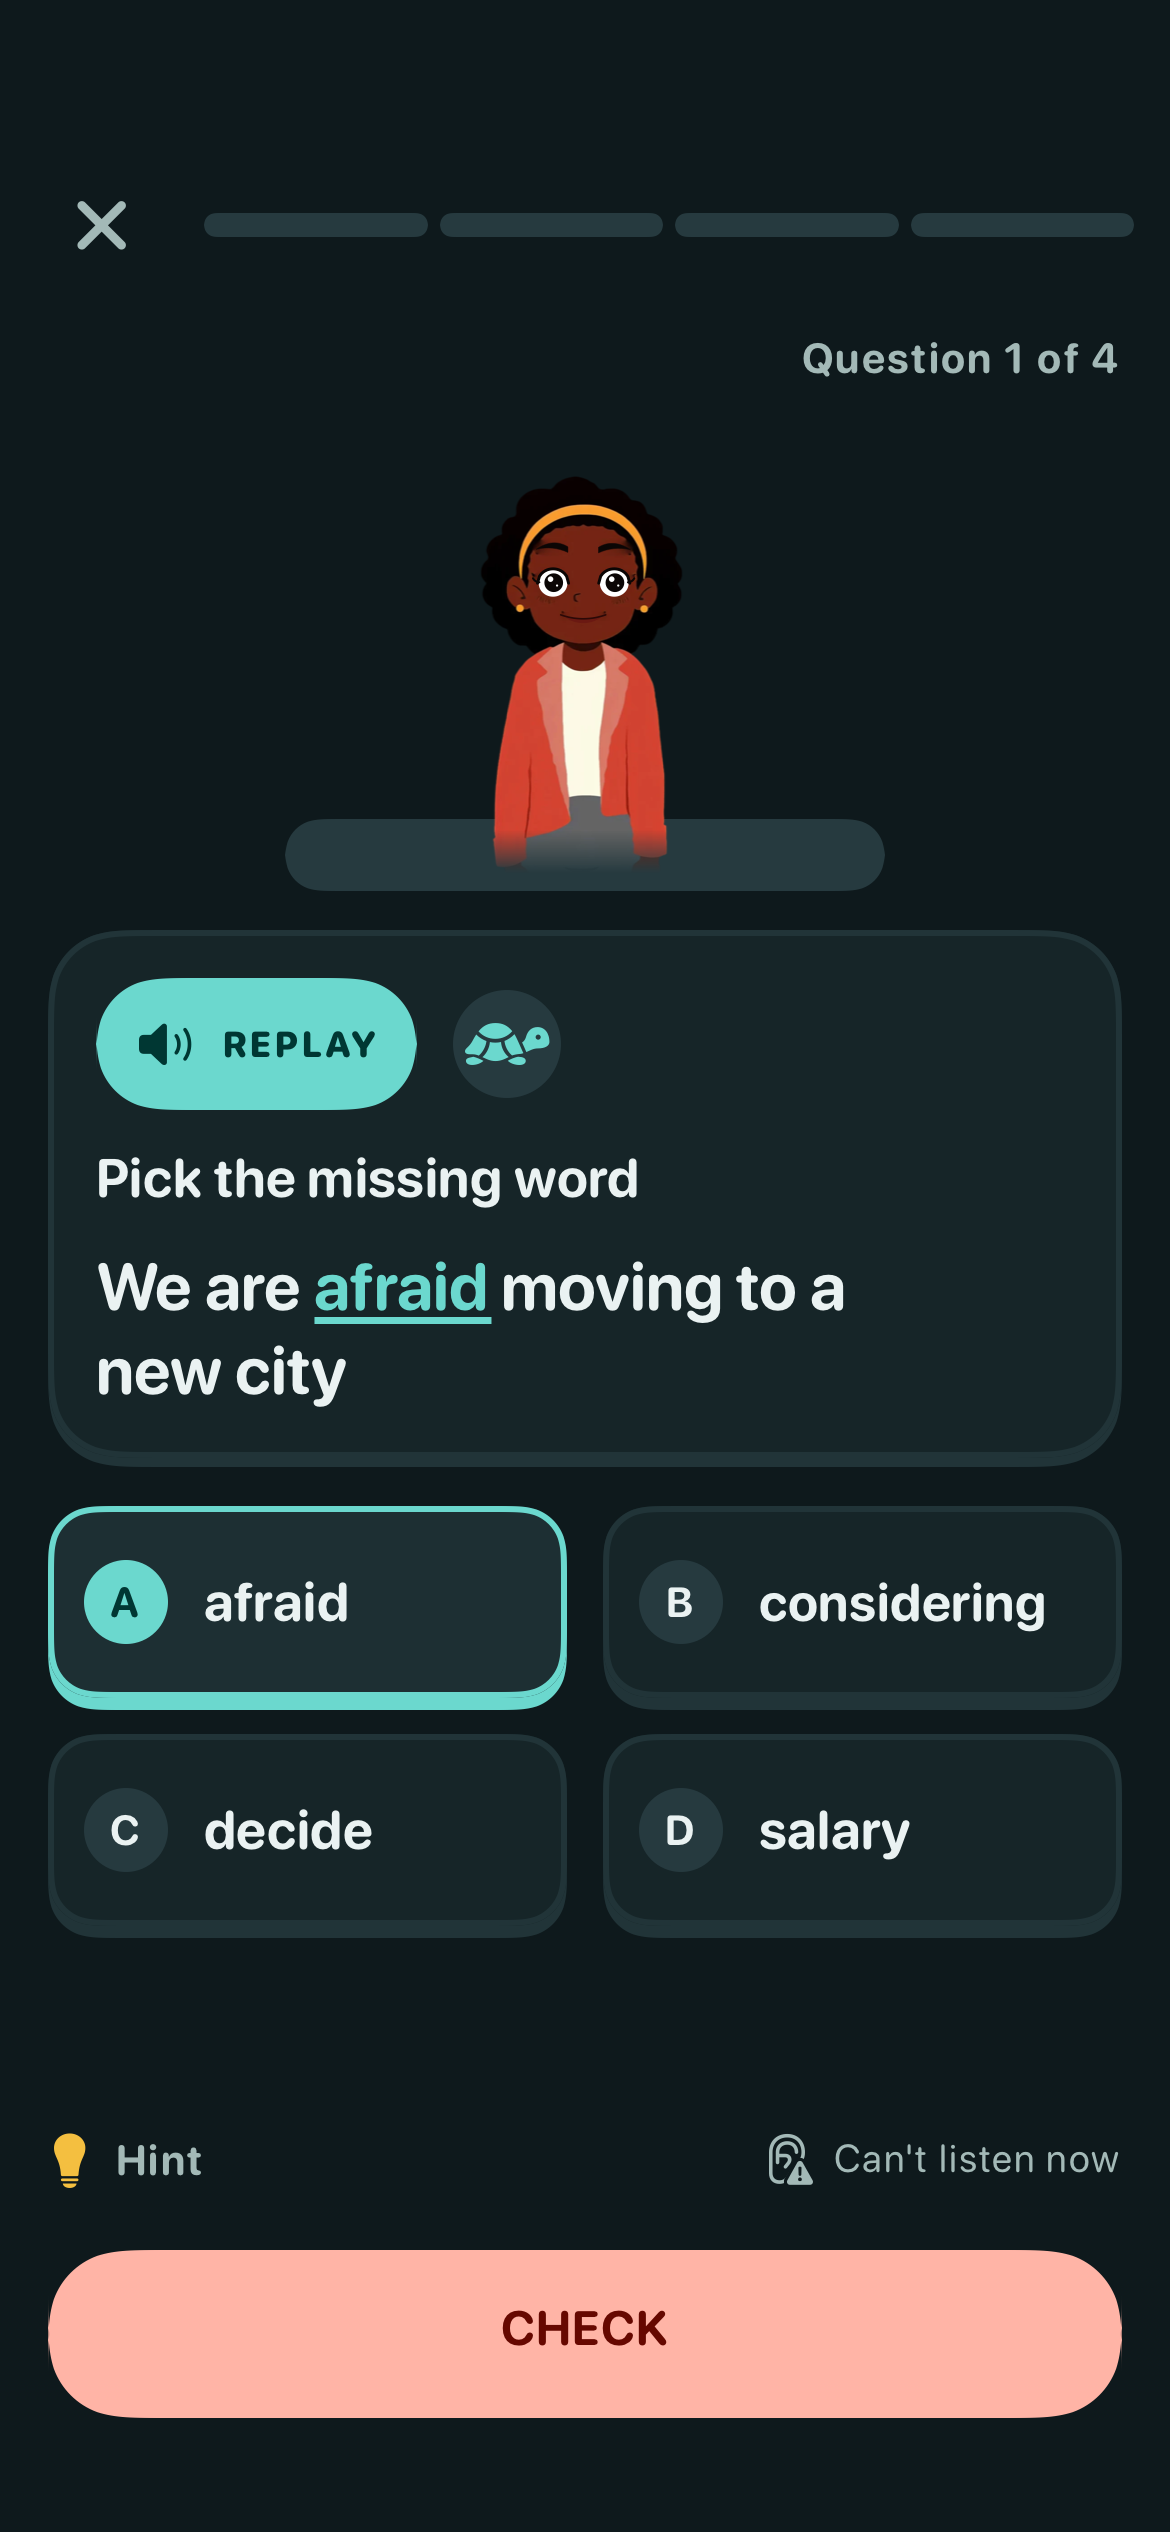 Question 1 of 4
REPLAY
Pick the missing word
We are afraid moving to a
new city
A afraid
B considering
C decide
D salary
Hint
Can't listen now
CHECK